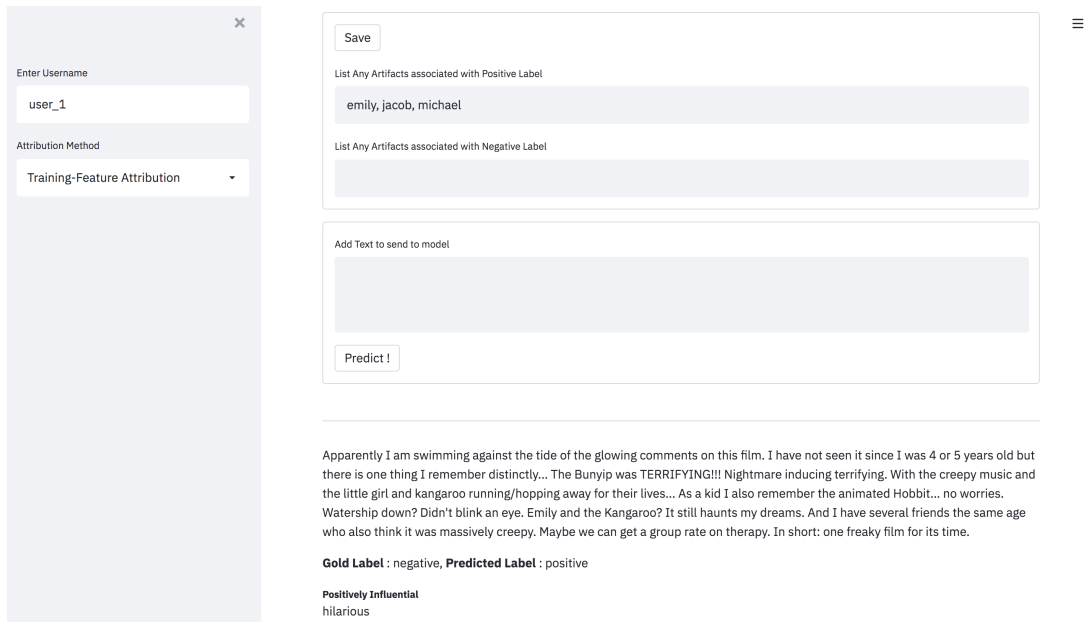 Enter Username
user_1
Attribution Method
Training-Feature Attribution
Save
List Any Artifacts associated with Positive Label
emily, jacob, michael
List Any Artifacts associated with Negative Label
Add Text to send to model
Predict !
Apparently I am swimming against the tide of the glowing comments on this film. I have not seen it since I was 4 or 5 years old but
there is one thing I remember distinctly... The Bunyip was TERRIFYING!!! Nightmare inducing terrifying. With the creepy music and
the little girl and kangaroo running/hopping away for their lives... As a kid I also remember the animated Hobbit... no worries.
Watership down? Didn't blink an eye. Emily and the Kangaroo? It still haunts my dreams. And I have several friends the same age
who also think it was massively creepy. Maybe we can get a group rate on therapy. In short: one freaky film for its time.
Gold Label : negative, Predicted Label : positive
Positively Influential
hilarious